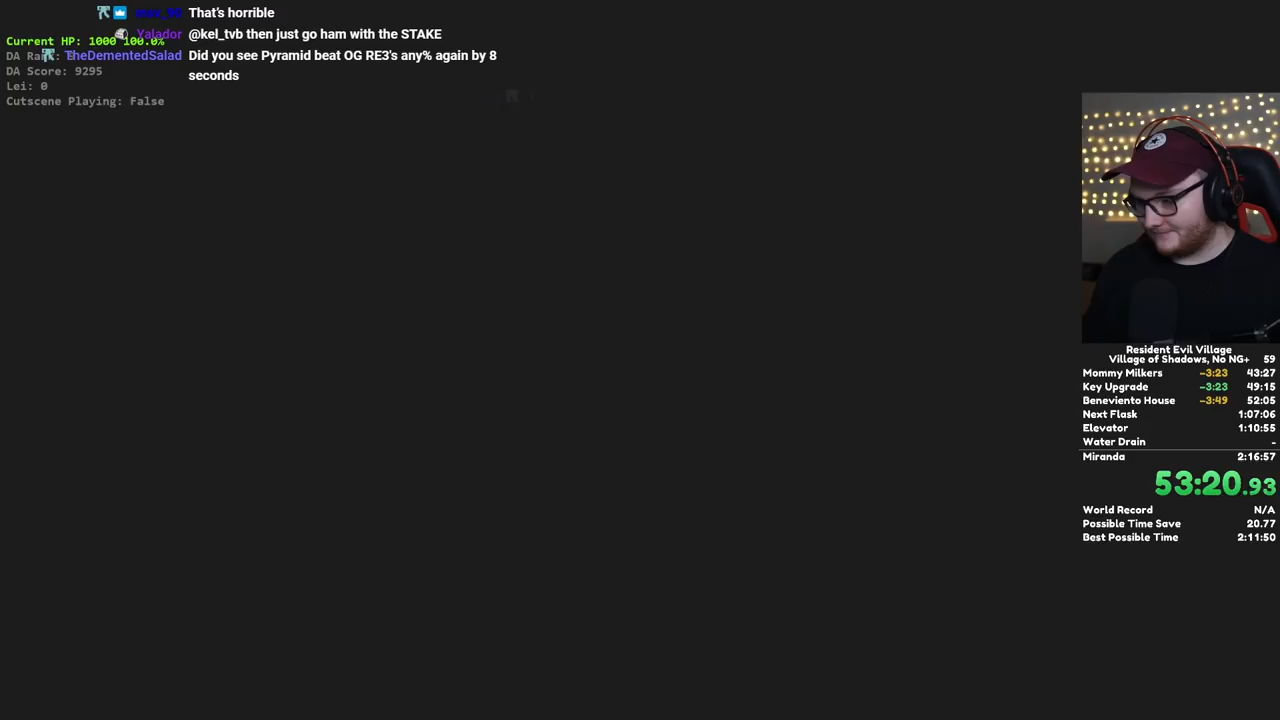 That's horrible
Yalador @kel_tvb then just go ham with the STAKE
Current HP: 1000 100.0%
TheDementedSalad Did you see Pyramid beat OG RE3's any% again by 8
seconds
DA Score: 9295
Lei: 0
Cutscene Playing: False
Resident Evil Village
Village of Shadows, No NG+ 59
Mommy Milkers -3:23 43:27
Key Upgrade -3:23 49:15
Beneviento House -3:49 52:05
Next Flask 1:07:06
Elevator 1:10:55
Water Drain -
Miranda 2:16:57
53:20.93
World Record N/A
Possible Time Save 20.77
Best Possible Time 2:11:50